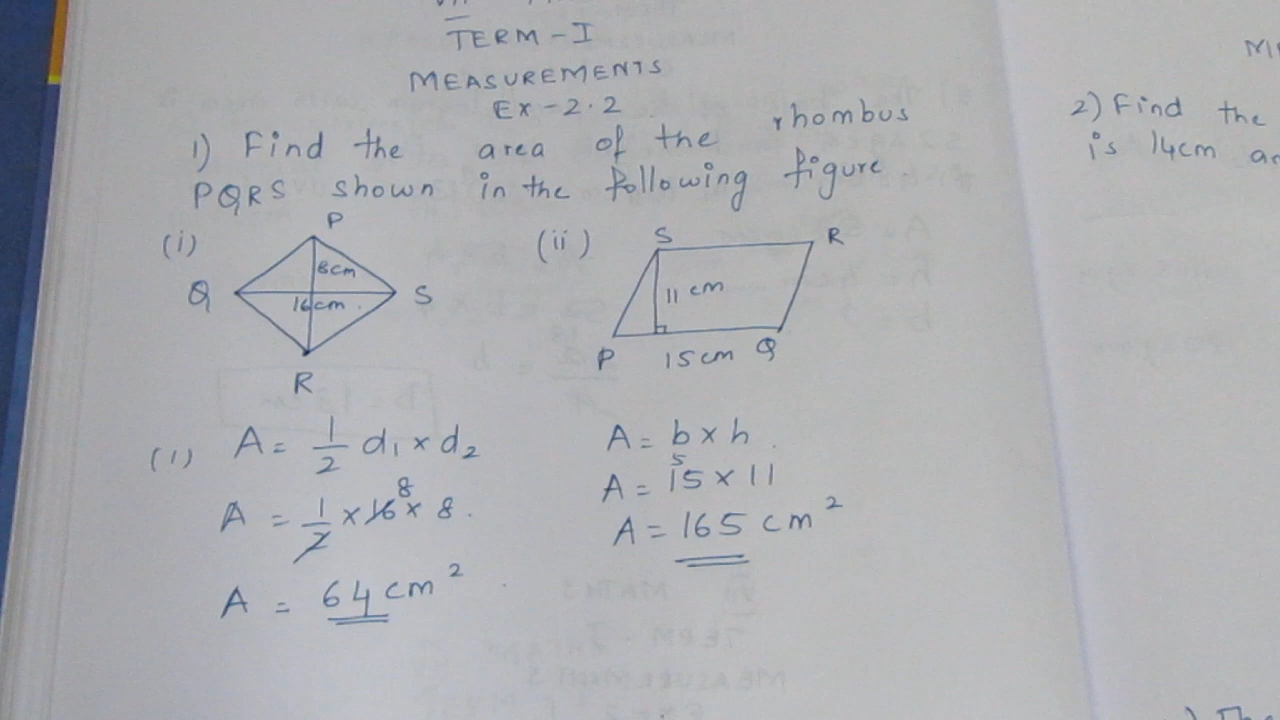 TERM - I
MEASUREMENTS
Ex - 2.2
1) Find the area of the rhombus
PQRS shown in the following figure
(i)
P
8cm
Q
16cm.
S
R
(ii)
S
R
11 cm
P
15cm
Q
(1) A = 1/2 d₁ × d₂
A = 1/2 × 16 × 8.
8
A = 64 cm²
A = b × h.
5
A = 15 × 11
A = 165 cm²
2) Find the
is 14cm